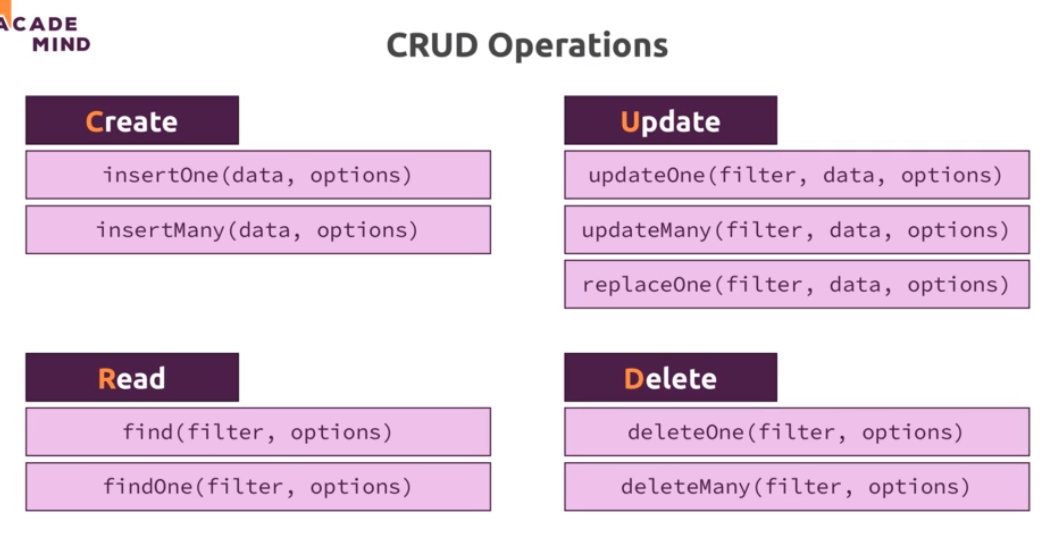 ACADE
MIND
CRUD Operations
Create
insertOne(data, options)
insertMany(data, options)
Update
updateOne(filter, data, options)
updateMany(filter, data, options)
replaceOne(filter, data, options)
Read
find(filter, options)
findOne(filter, options)
Delete
deleteOne(filter, options)
deleteMany(filter, options)